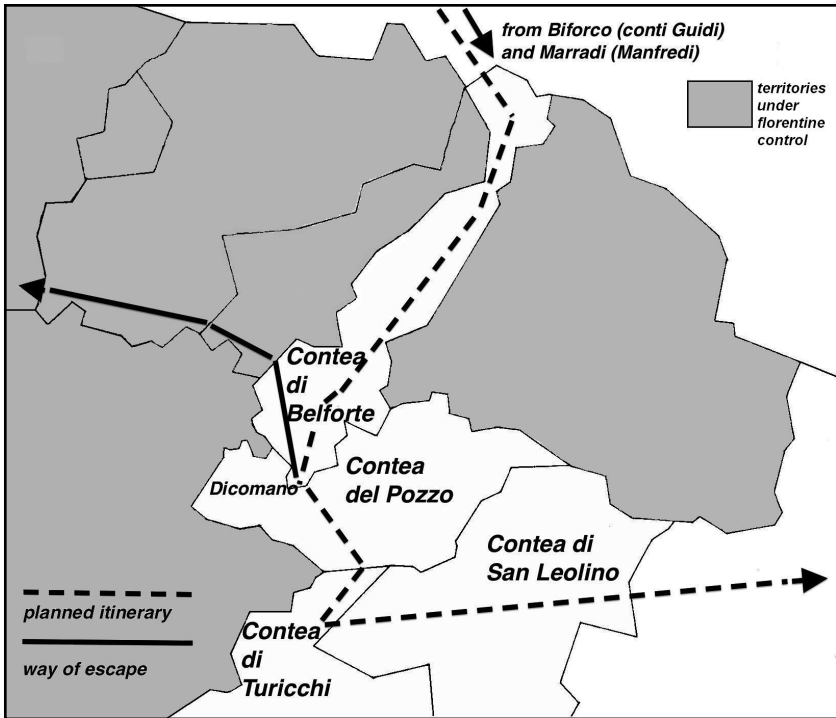 from Biforco (conti Guidi)
and Marradi (Manfredi)
territories
under
florentine
control
Contea
di
Belforte
Dicomano
Contea
del Pozzo
Contea di
San Leolino
Contea
di
Turicchi
planned itinerary
way of escape